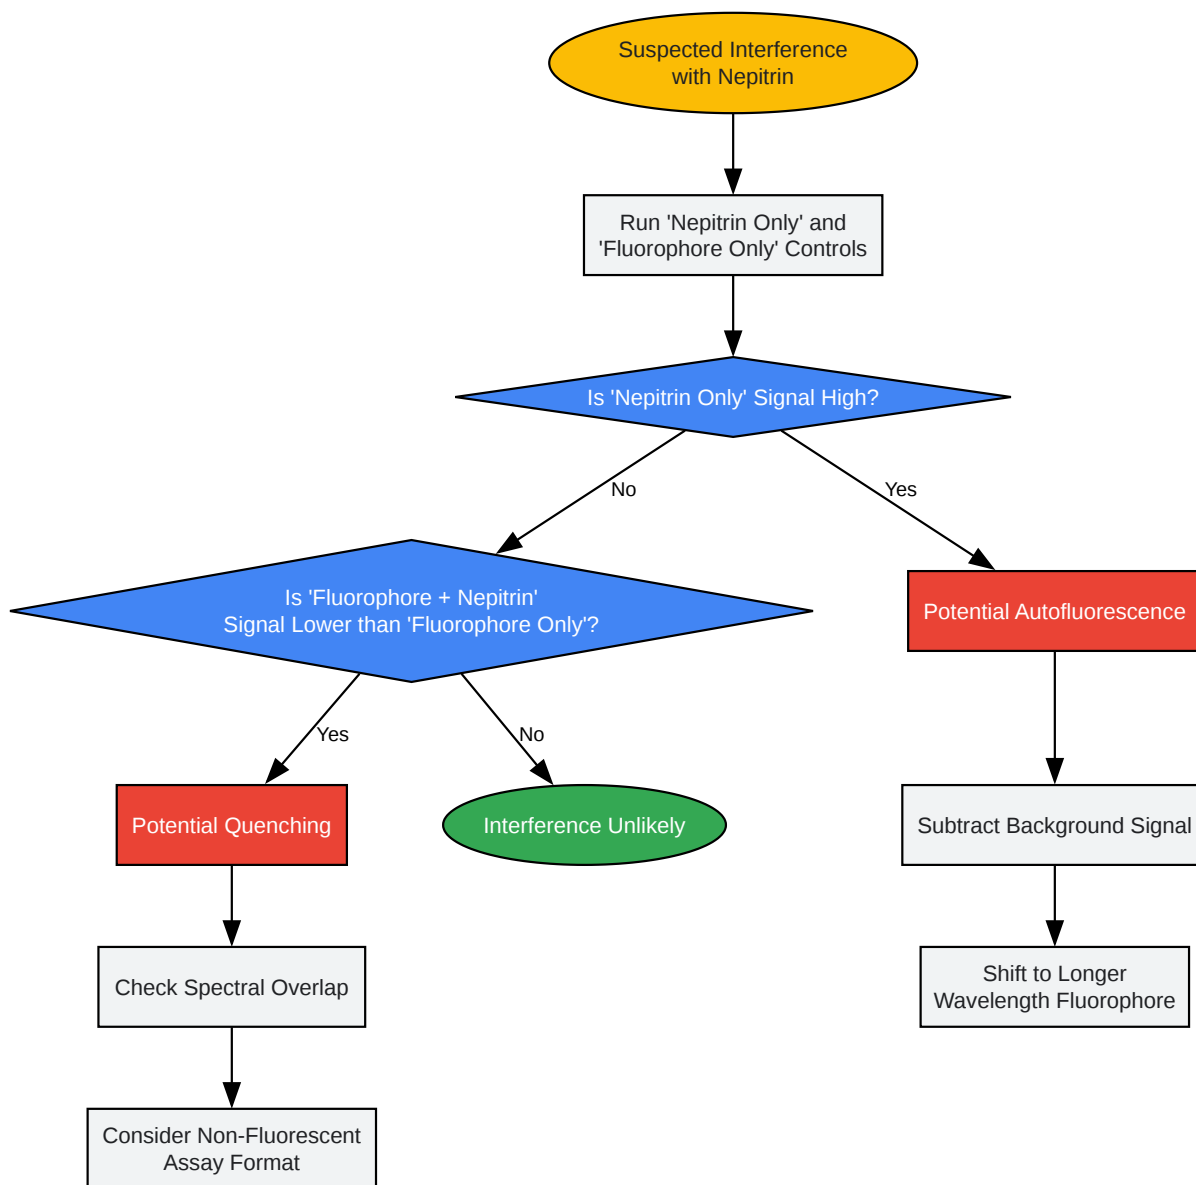 Suspected Interference
with Nepitrin
Run 'Nepitrin Only' and
'Fluorophore Only' Controls
Is 'Nepitrin Only' Signal High?
No
Yes
Is 'Fluorophore + Nepitrin'
Signal Lower than 'Fluorophore Only'?
Potential Autofluorescence
Yes
No
Potential Quenching
Interference Unlikely
Subtract Background Signal
Check Spectral Overlap
Shift to Longer
Wavelength Fluorophore
Consider Non-Fluorescent
Assay Format